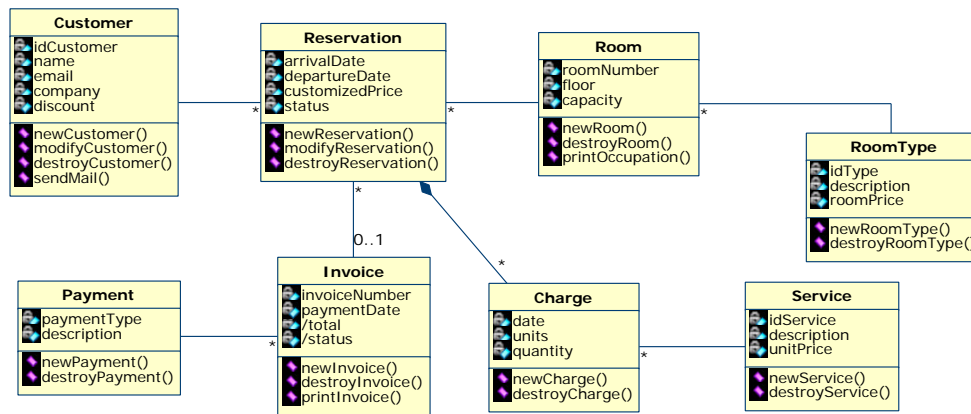 Customer
idCustomer
name
email
company
discount
newCustomer()
modifyCustomer()
destroyCustomer()
sendMail()
*
Reservation
arrivalDate
departureDate
customizedPrice
status
newReservation()
modifyReservation()
destroyReservation()
*
*
0..1
*
Room
roomNumber
floor
capacity
newRoom()
destroyRoom()
printOccupation()
*
RoomType
idType
description
roomPrice
newRoomType()
destroyRoomType()
Payment
paymentType
description
newPayment()
destroyPayment()
*
Invoice
invoiceNumber
paymentDate
/total
/status
newInvoice()
destroyInvoice()
printInvoice()
Charge
date
units
quantity
newCharge()
destroyCharge()
*
Service
idService
description
unitPrice
newService()
destroyService()